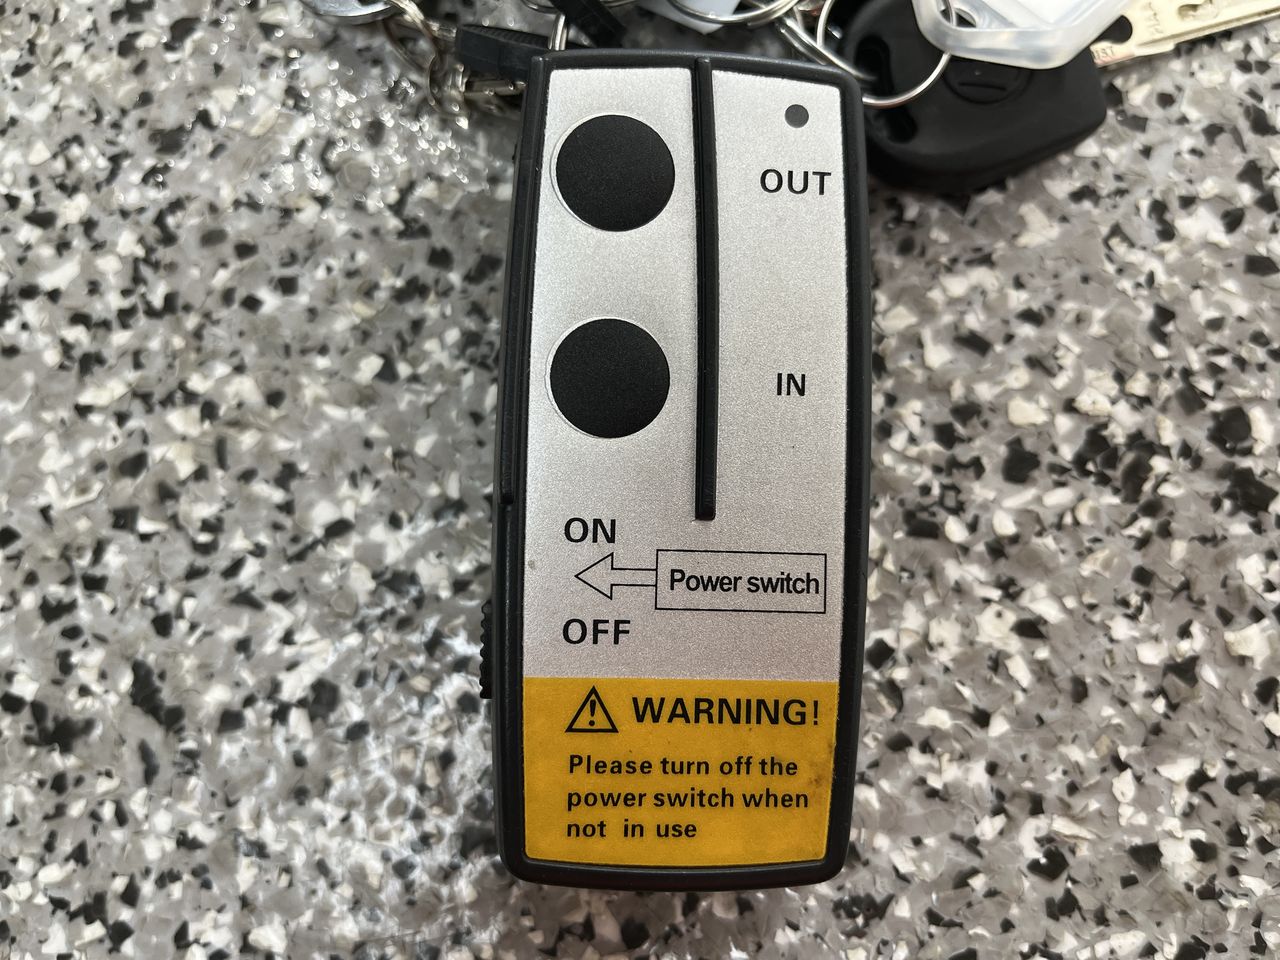 OUT
IN
ON
Power switch
OFF
WARNING!
Please turn off the
power switch when
not in use